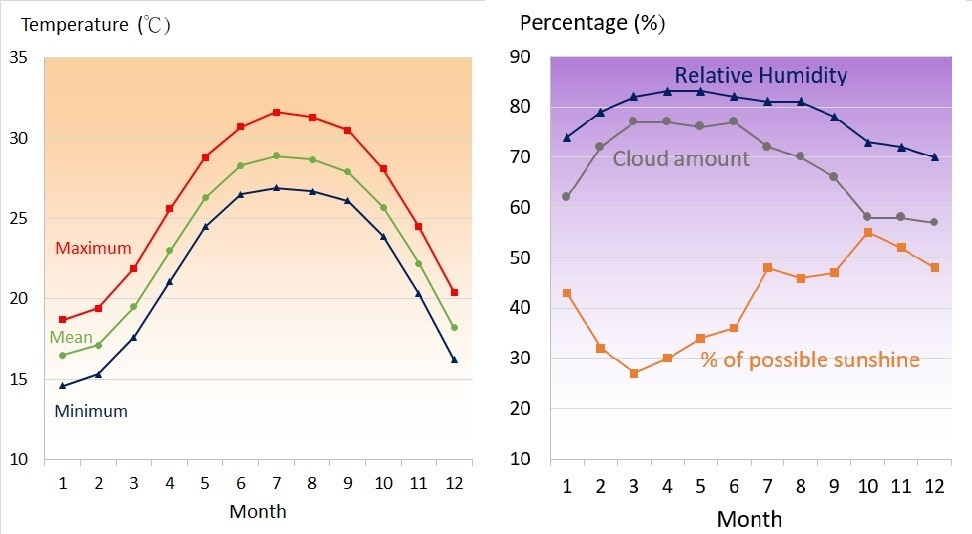 Temperature (℃)
35
30
25
20
15
10
Maximum
Mean
Minimum
1 2 3 4 5 6 7 8 9 10 11 12
Month
Percentage (%)
90
80
70
60
50
40
30
20
10
Relative Humidity
Cloud amount
% of possible sunshine
1 2 3 4 5 6 7 8 9 10 11 12
Month